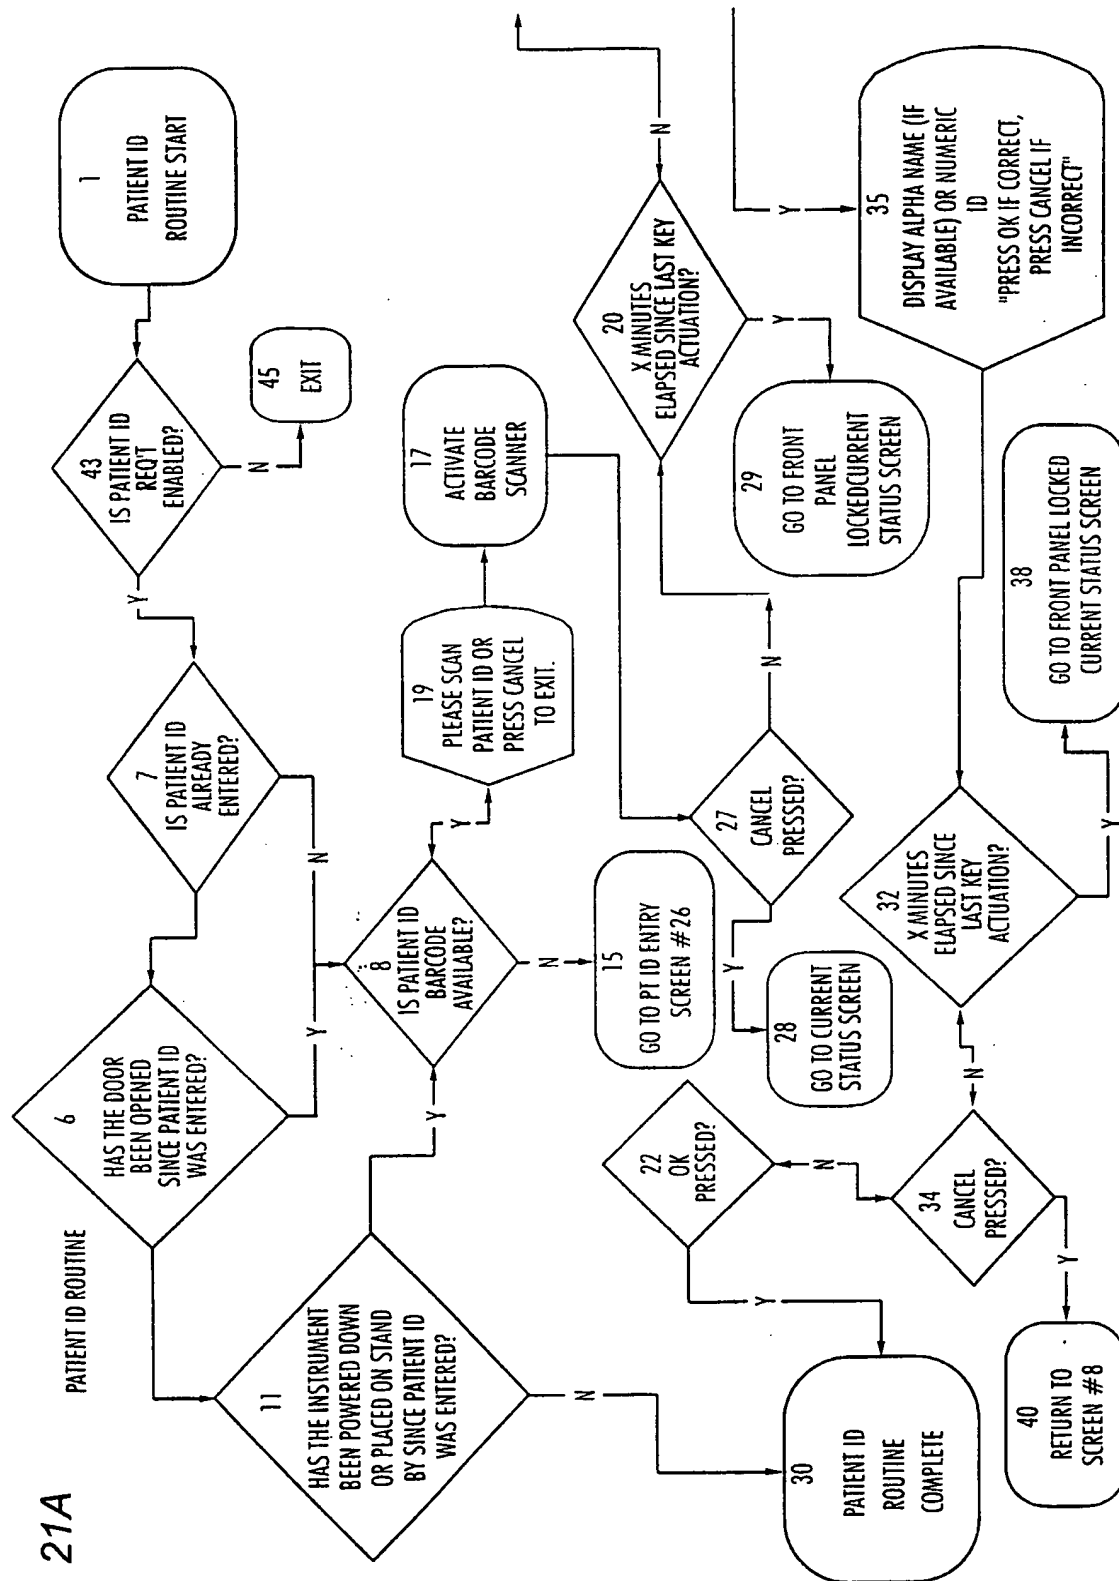 21A
PATIENT ID ROUTINE
1
PATIENT ID
ROUTINE START
43
IS PATIENT ID
REQ'T
ENABLED?
N
45
EXIT
Y
7
IS PATIENT ID
ALREADY
ENTERED?
N
6
HAS THE DOOR
BEEN OPENED
SINCE PATIENT ID
WAS ENTERED?
Y
11
HAS THE INSTRUMENT
BEEN POWERED DOWN
OR PLACED ON STAND
BY SINCE PATIENT ID
WAS ENTERED?
Y
N
8
IS PATIENT ID
BARCODE
AVAILABLE?
Y
N
19
PLEASE SCAN
PATIENT ID OR
PRESS CANCEL
TO EXIT.
17
ACTIVATE
BARCODE
SCANNER
15
GO TO PT ID ENTRY
SCREEN #26
27
CANCEL
PRESSED?
Y
N
28
GO TO CURRENT
STATUS SCREEN
20
X MINUTES
ELAPSED SINCE LAST KEY
ACTUATION?
N
Y
29
GO TO FRONT
PANEL
LOCKEDCURRENT
STATUS SCREEN
Y
35
DISPLAY ALPHA NAME (IF
AVAILABLE) OR NUMERIC
ID
"PRESS OK IF CORRECT,
PRESS CANCEL IF
INCORRECT"
32
X MINUTES
ELAPSED SINCE
LAST KEY
ACTUATION?
Y
38
GO TO FRONT PANEL LOCKED
CURRENT STATUS SCREEN
N
34
CANCEL
PRESSED?
Y
40
RETURN TO
SCREEN #8
N
22
OK
PRESSED?
Y
30
PATIENT ID
ROUTINE
COMPLETE